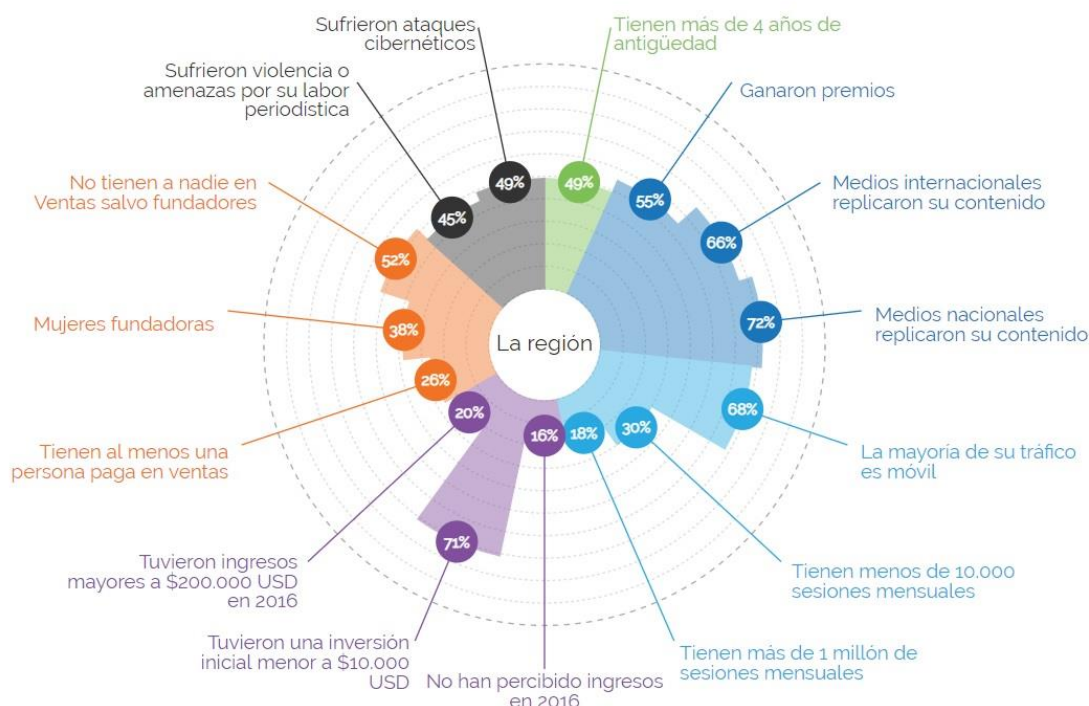 Sufrieron ataques
cibernéticos
Tienen más de 4 años de
antigüedad
Sufrieron violencia o
amenazas por su labor
periodística
Ganaron premios
No tienen a nadie en
Ventas salvo fundadores
Medios internacionales
replicaron su contenido
49%
49%
55%
45%
66%
52%
Mujeres fundadoras
38%
La región
72%
Medios nacionales
replicaron su contenido
26%
20%
16%
18%
30%
68%
Tienen al menos una
persona paga en ventas
La mayoría de su tráfico
es móvil
71%
Tuvieron ingresos
mayores a $200.000 USD
en 2016
Tienen menos de 10.000
sesiones mensuales
Tuvieron una inversión
inicial menor a $10.000
USD
No han percibido ingresos
en 2016
Tienen más de 1 millón de
sesiones mensuales